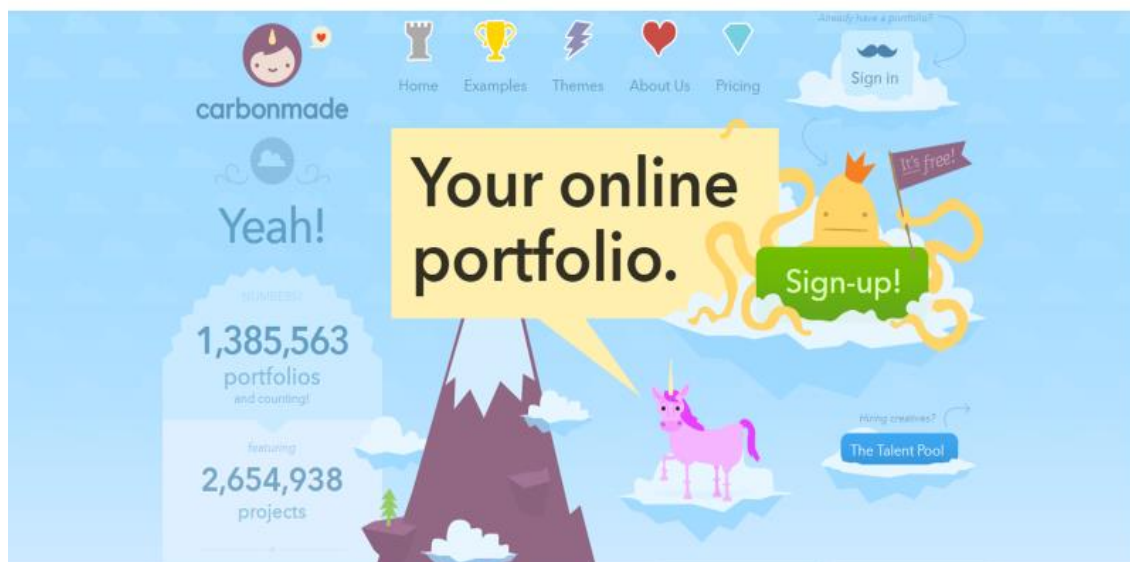 carbonmade
Home
Examples
Themes
About Us
Pricing
Already have a portfolio?
Sign in
Yeah!
NUMBERS!
1,385,563
portfolios
and counting!
featuring
2,654,938
projects
Your online
portfolio.
It's free!
Sign-up!
Hiring creatives?
The Talent Pool